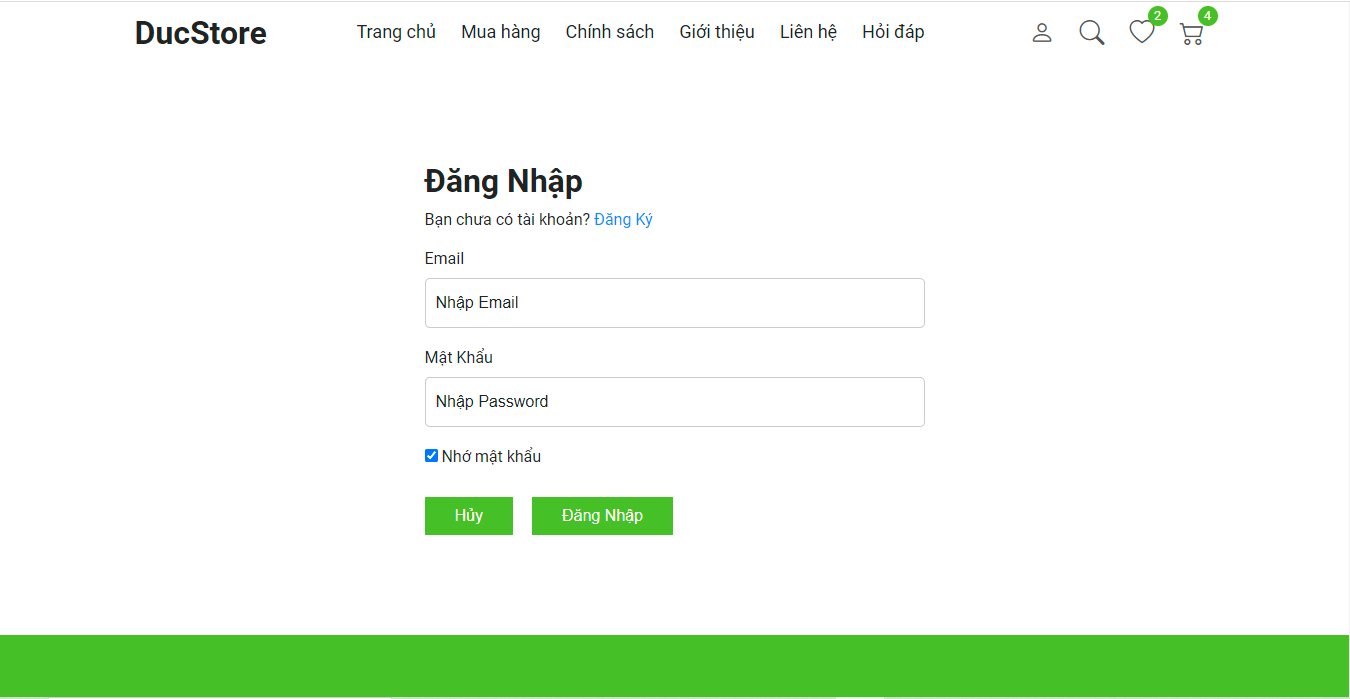 DucStore Trang chủ Mua hàng Chính sách Giới thiệu Liên hệ Hỏi đáp 2 4
Đăng Nhập
Bạn chưa có tài khoản? Đăng Ký
Email
Nhập Email
Mật Khẩu
Nhập Password
Nhớ mật khẩu
Hủy Đăng Nhập